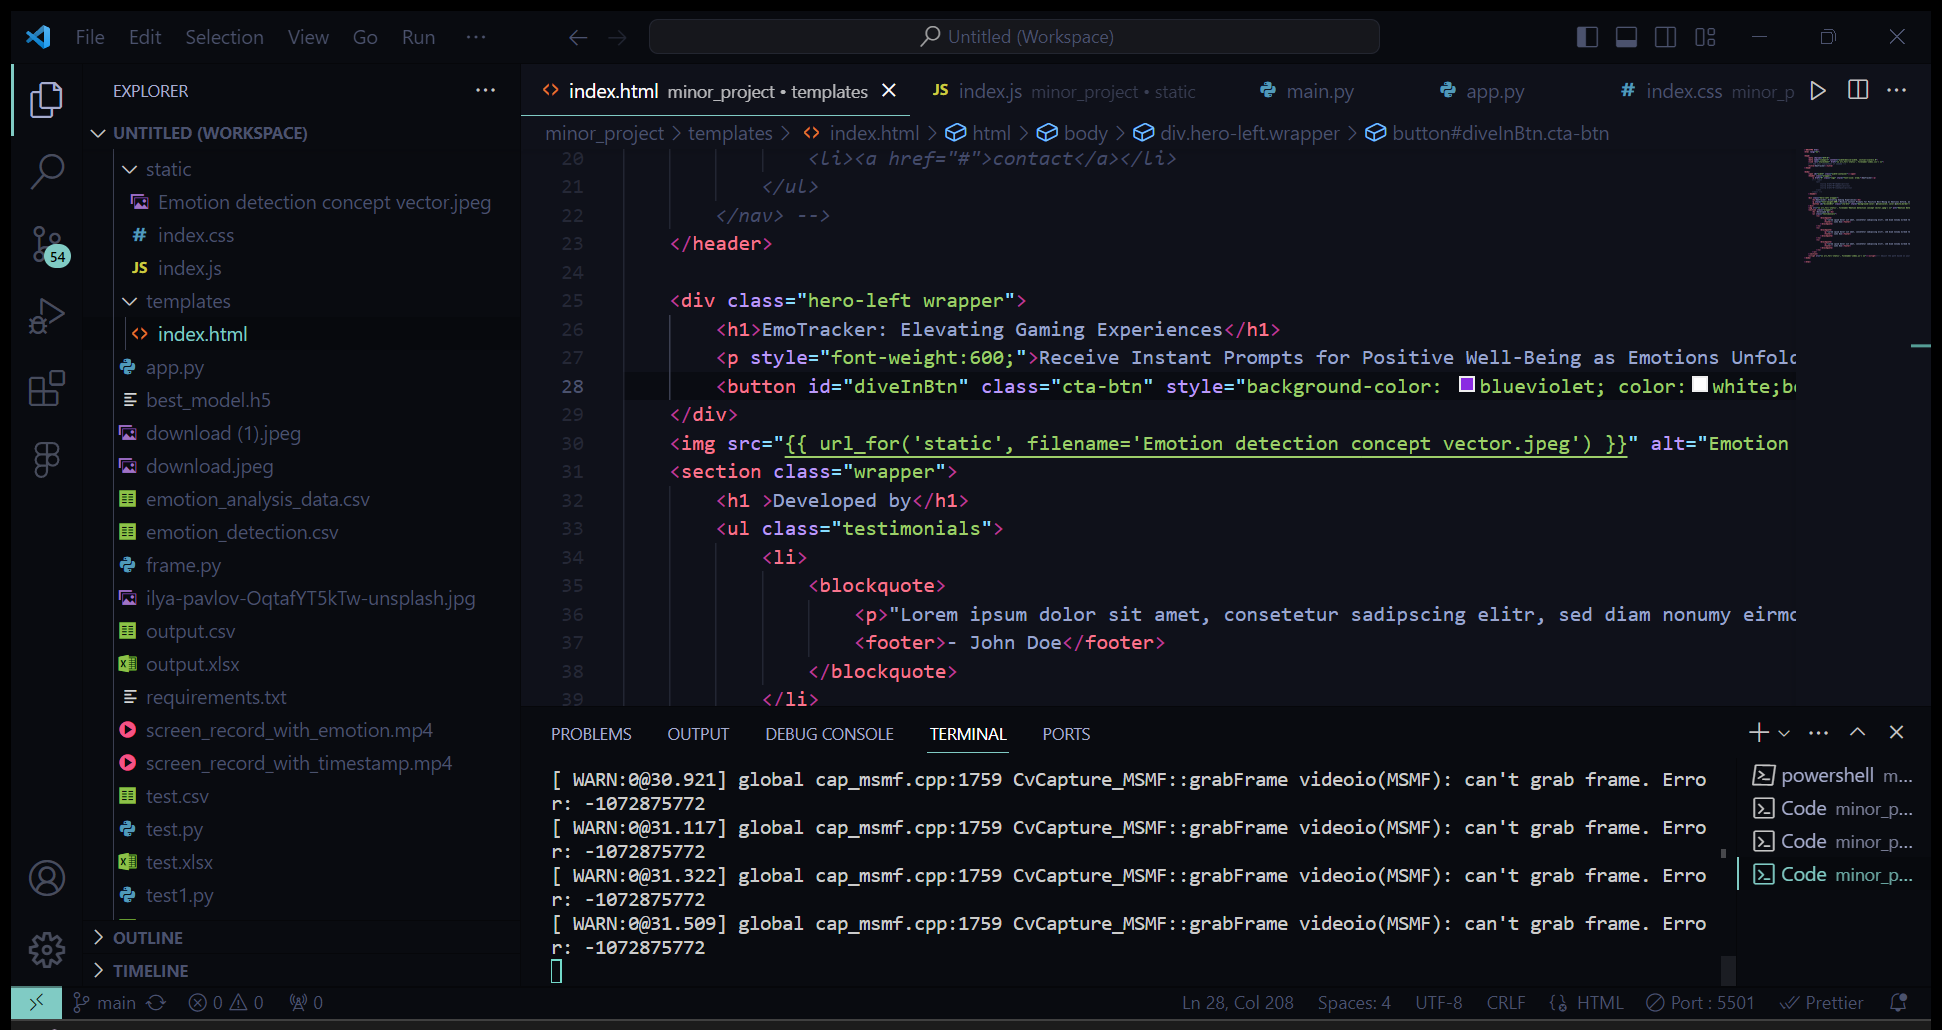 File Edit Selection View Go Run ··· Untitled (Workspace)
EXPLORER ···
UNTITLED (WORKSPACE)
static
Emotion detection concept vector.jpeg
# index.css
JS index.js
templates
<> index.html
app.py
best_model.h5
download (1).jpeg
download.jpeg
emotion_analysis_data.csv
emotion_detection.csv
frame.py
ilya-pavlov-OqtafYT5kTw-unsplash.jpg
output.csv
output.xlsx
requirements.txt
screen_record_with_emotion.mp4
screen_record_with_timestamp.mp4
test.csv
test.py
test.xlsx
test1.py
OUTLINE
TIMELINE
54
<> index.html minor_project • templates JS index.js minor_project • static main.py app.py # index.css minor_p ···
minor_project > templates > <> index.html > html > body > div.hero-left.wrapper > button#diveInBtn.cta-btn
20 <li><a href="#">contact</a></li>
21 </ul>
22 </nav> -->
23 </header>
24
25 <div class="hero-left wrapper">
26 <h1>EmoTracker: Elevating Gaming Experiences</h1>
27 <p style="font-weight:600;">Receive Instant Prompts for Positive Well-Being as Emotions Unfol
28 <button id="diveInBtn" class="cta-btn" style="background-color: blueviolet; color: white;b
29 </div>
30 <img src="{{ url_for('static', filename='Emotion detection concept vector.jpeg') }}" alt="Emotion
31 <section class="wrapper">
32 <h1 >Developed by</h1>
33 <ul class="testimonials">
34 <li>
35 <blockquote>
36 <p>"Lorem ipsum dolor sit amet, consetetur sadipscing elitr, sed diam nonumy eirm
37 <footer>- John Doe</footer>
38 </blockquote>
39 </li>
PROBLEMS OUTPUT DEBUG CONSOLE TERMINAL PORTS
[ WARN:0@30.921] global cap_msmf.cpp:1759 CvCapture_MSMF::grabFrame videoio(MSMF): can't grab frame. Erro
r: -1072875772
[ WARN:0@31.117] global cap_msmf.cpp:1759 CvCapture_MSMF::grabFrame videoio(MSMF): can't grab frame. Erro
r: -1072875772
[ WARN:0@31.322] global cap_msmf.cpp:1759 CvCapture_MSMF::grabFrame videoio(MSMF): can't grab frame. Erro
r: -1072875772
[ WARN:0@31.509] global cap_msmf.cpp:1759 CvCapture_MSMF::grabFrame videoio(MSMF): can't grab frame. Erro
r: -1072875772
powershell m...
Code minor_p...
Code minor_p...
Code minor_p...
main 0 0 0 Ln 28, Col 208 Spaces: 4 UTF-8 CRLF HTML Port : 5501 Prettier